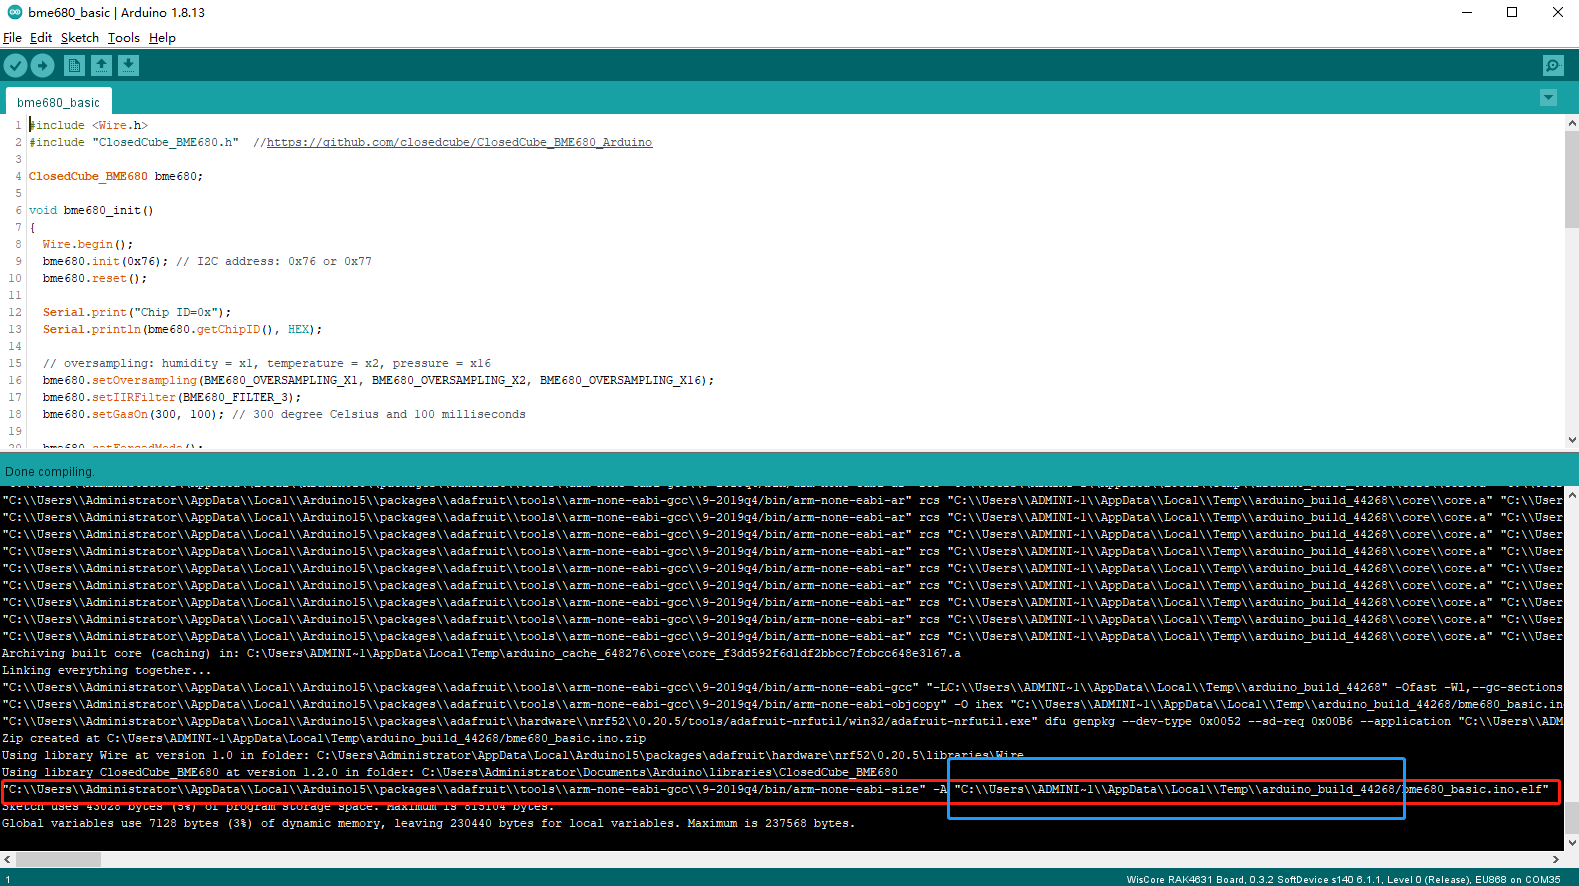 bme680_basic | Arduino 1.8.13
File Edit Sketch Tools Help
bme680_basic
1 #include <Wire.h>
2 #include "ClosedCube_BME680.h"  //https://github.com/closedcube/ClosedCube_BME680_Arduino
3
4 ClosedCube_BME680 bme680;
5
6 void bme680_init()
7 {
8   Wire.begin();
9   bme680.init(0x76); // I2C address: 0x76 or 0x77
10   bme680.reset();
11
12   Serial.print("Chip ID=0x");
13   Serial.println(bme680.getChipID(), HEX);
14
15   // oversampling: humidity = x1, temperature = x2, pressure = x16
16   bme680.setOversampling(BME680_OVERSAMPLING_X1, BME680_OVERSAMPLING_X2, BME680_OVERSAMPLING_X16);
17   bme680.setIIRFilter(BME680_FILTER_3);
18   bme680.setGasOn(300, 100); // 300 degree Celsius and 100 milliseconds
19
20   bme680.setForcedMode();
Done compiling.
"C:\\Users\\Administrator\\AppData\\Local\\Arduino15\\packages\\adafruit\\tools\\arm-none-eabi-gcc\\9-2019q4/bin/arm-none-eabi-ar" rcs "C:\\Users\\ADMINI~1\\AppData\\Local\\Temp\\arduino_build_44268\\core\\core.a" "C:\\User
"C:\\Users\\Administrator\\AppData\\Local\\Arduino15\\packages\\adafruit\\tools\\arm-none-eabi-gcc\\9-2019q4/bin/arm-none-eabi-ar" rcs "C:\\Users\\ADMINI~1\\AppData\\Local\\Temp\\arduino_build_44268\\core\\core.a" "C:\\User
"C:\\Users\\Administrator\\AppData\\Local\\Arduino15\\packages\\adafruit\\tools\\arm-none-eabi-gcc\\9-2019q4/bin/arm-none-eabi-ar" rcs "C:\\Users\\ADMINI~1\\AppData\\Local\\Temp\\arduino_build_44268\\core\\core.a" "C:\\User
"C:\\Users\\Administrator\\AppData\\Local\\Arduino15\\packages\\adafruit\\tools\\arm-none-eabi-gcc\\9-2019q4/bin/arm-none-eabi-ar" rcs "C:\\Users\\ADMINI~1\\AppData\\Local\\Temp\\arduino_build_44268\\core\\core.a" "C:\\User
"C:\\Users\\Administrator\\AppData\\Local\\Arduino15\\packages\\adafruit\\tools\\arm-none-eabi-gcc\\9-2019q4/bin/arm-none-eabi-ar" rcs "C:\\Users\\ADMINI~1\\AppData\\Local\\Temp\\arduino_build_44268\\core\\core.a" "C:\\User
"C:\\Users\\Administrator\\AppData\\Local\\Arduino15\\packages\\adafruit\\tools\\arm-none-eabi-gcc\\9-2019q4/bin/arm-none-eabi-ar" rcs "C:\\Users\\ADMINI~1\\AppData\\Local\\Temp\\arduino_build_44268\\core\\core.a" "C:\\User
"C:\\Users\\Administrator\\AppData\\Local\\Arduino15\\packages\\adafruit\\tools\\arm-none-eabi-gcc\\9-2019q4/bin/arm-none-eabi-ar" rcs "C:\\Users\\ADMINI~1\\AppData\\Local\\Temp\\arduino_build_44268\\core\\core.a" "C:\\User
"C:\\Users\\Administrator\\AppData\\Local\\Arduino15\\packages\\adafruit\\tools\\arm-none-eabi-gcc\\9-2019q4/bin/arm-none-eabi-ar" rcs "C:\\Users\\ADMINI~1\\AppData\\Local\\Temp\\arduino_build_44268\\core\\core.a" "C:\\User
"C:\\Users\\Administrator\\AppData\\Local\\Arduino15\\packages\\adafruit\\tools\\arm-none-eabi-gcc\\9-2019q4/bin/arm-none-eabi-ar" rcs "C:\\Users\\ADMINI~1\\AppData\\Local\\Temp\\arduino_build_44268\\core\\core.a" "C:\\User
Archiving built core (caching) in: C:\Users\ADMINI~1\AppData\Local\Temp\arduino_cache_648276\core\core_f3dd592f6d1df2bbcc7fcbcc648e3167.a
Linking everything together...
"C:\\Users\\Administrator\\AppData\\Local\\Arduino15\\packages\\adafruit\\tools\\arm-none-eabi-gcc\\9-2019q4/bin/arm-none-eabi-gcc" "-LC:\\Users\\ADMINI~1\\AppData\\Local\\Temp\\arduino_build_44268" -Ofast -Wl,--gc-sections
"C:\\Users\\Administrator\\AppData\\Local\\Arduino15\\packages\\adafruit\\tools\\arm-none-eabi-gcc\\9-2019q4/bin/arm-none-eabi-objcopy" -O ihex "C:\\Users\\ADMINI~1\\AppData\\Local\\Temp\\arduino_build_44268/bme680_basic.in
"C:\\Users\\Administrator\\AppData\\Local\\Arduino15\\packages\\adafruit\\hardware\\nrf52\\0.20.5/tools/adafruit-nrfutil/win32/adafruit-nrfutil.exe" dfu genpkg --dev-type 0x0052 --sd-req 0x00B6 --application "C:\\Users\\ADM
Zip created at C:\Users\ADMINI~1\AppData\Local\Temp\arduino_build_44268/bme680_basic.ino.zip
Using library Wire at version 1.0 in folder: C:\Users\Administrator\AppData\Local\Arduino15\packages\adafruit\hardware\nrf52\0.20.5\libraries\Wire
Using library ClosedCube_BME680 at version 1.2.0 in folder: C:\Users\Administrator\Documents\Arduino\libraries\ClosedCube_BME680
"C:\\Users\\Administrator\\AppData\\Local\\Arduino15\\packages\\adafruit\\tools\\arm-none-eabi-gcc\\9-2019q4/bin/arm-none-eabi-size" -A "C:\\Users\\ADMINI~1\\AppData\\Local\\Temp\\arduino_build_44268/bme680_basic.ino.elf"
Sketch uses 43028 bytes (5%) of program storage space. Maximum is 815104 bytes.
Global variables use 7128 bytes (3%) of dynamic memory, leaving 230440 bytes for local variables. Maximum is 237568 bytes.
1 WisCore RAK4631 Board, 0.3.2 SoftDevice s140 6.1.1, Level 0 (Release), EU868 on COM35